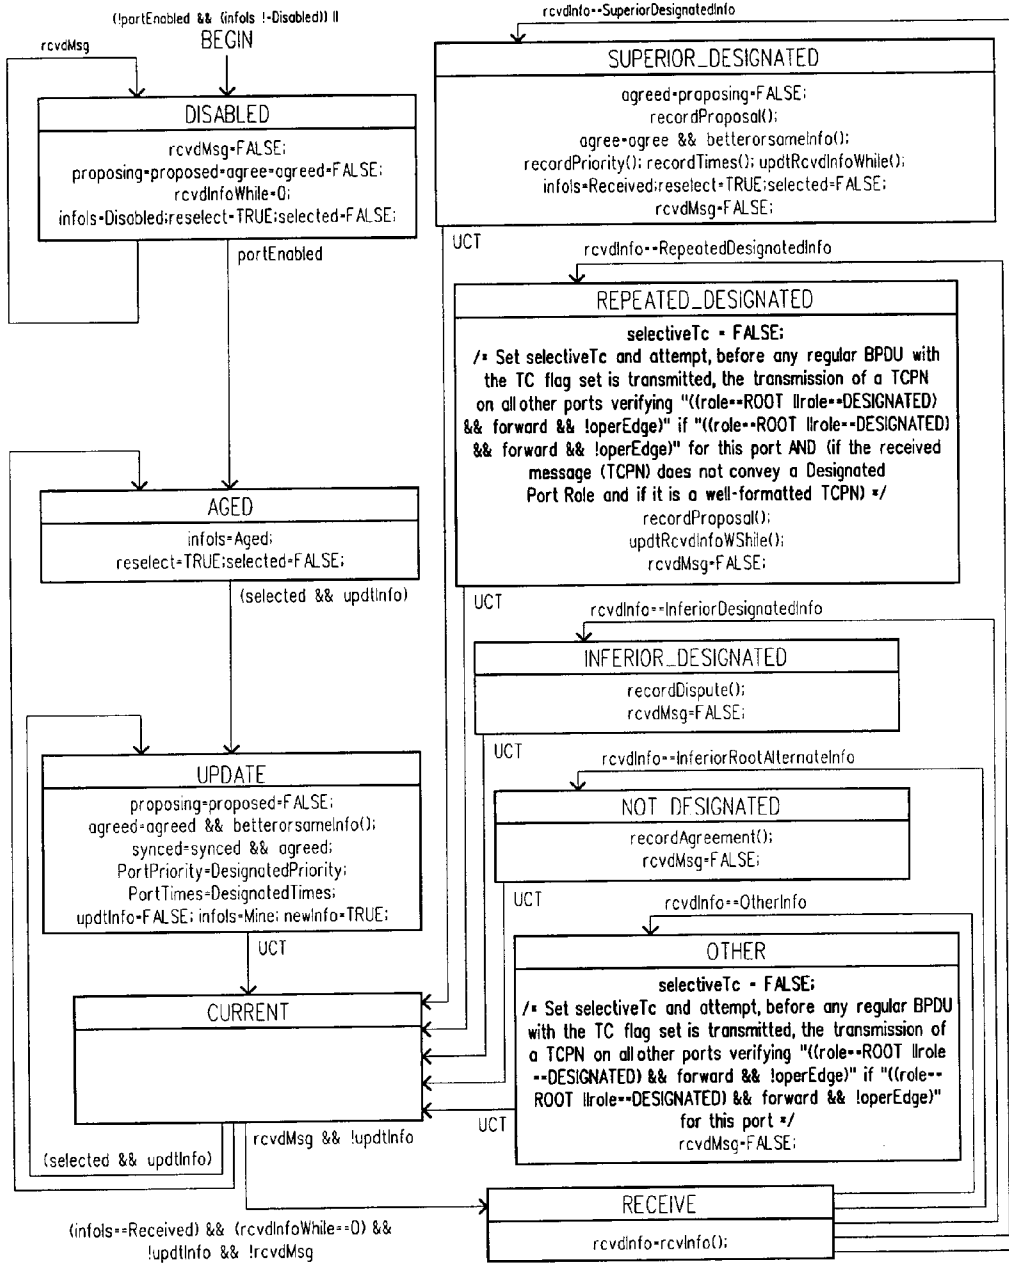 (!portEnabled && (infoIs !=Disabled)) ||
BEGIN
rcvdMsg
DISABLED
rcvdMsg=FALSE;
proposing=proposed=agree=agreed=FALSE;
rcvdInfoWhile=0;
infoIs=Disabled;reselect=TRUE;selected=FALSE;
portEnabled
AGED
infoIs=Aged;
reselect=TRUE;selected=FALSE;
(selected && updtInfo)
UPDATE
proposing=proposed=FALSE;
agreed=agreed && betterorsameInfo();
synced=synced && agreed;
PortPriority=DesignatedPriority;
PortTimes=DesignatedTimes;
updtInfo=FALSE; infoIs=Mine; newInfo=TRUE;
UCT
CURRENT
(selected && updtInfo)
rcvdMsg && !updtInfo
(infoIs==Received) && (rcvdInfoWhile==0) &&
!updtInfo && !rcvdMsg
rcvdInfo==SuperiorDesignatedInfo
SUPERIOR_DESIGNATED
agreed=proposing=FALSE;
recordProposal();
agree=agree && betterorsameInfo();
recordPriority(); recordTimes(); updtRcvdInfoWhile();
infoIs=Received;reselect=TRUE;selected=FALSE;
rcvdMsg=FALSE;
UCT
rcvdInfo==RepeatedDesignatedInfo
REPEATED_DESIGNATED
selectiveTc = FALSE;
/* Set selectiveTc and attempt, before any regular BPDU with
the TC flag set is transmitted, the transmission of a TCPN
on all other ports verifying "((role==ROOT ||role==DESIGNATED)
&& forward && !operEdge)" if "((role==ROOT ||role==DESIGNATED)
&& forward && !operEdge)" for this port AND (if the received
message (TCPN) does not convey a Designated
Port Role and if it is a well-formatted TCPN) */
recordProposal();
updtRcvdInfoWShile();
rcvdMsg=FALSE;
UCT
rcvdInfo==InferiorDesignatedInfo
INFERIOR_DESIGNATED
recordDispute();
rcvdMsg=FALSE;
UCT
rcvdInfo==InferiorRootAlternateInfo
NOT_DESIGNATED
recordAgreement();
rcvdMsg=FALSE;
UCT
rcvdInfo==OtherInfo
OTHER
selectiveTc = FALSE;
/* Set selectiveTc and attempt, before any regular BPDU
with the TC flag set is transmitted, the transmission of
a TCPN on all other ports verifying "((role==ROOT ||role
==DESIGNATED) && forward && !operEdge)" if "((role==
ROOT ||role==DESIGNATED) && forward && !operEdge)"
for this port */
rcvdMsg=FALSE;
UCT
RECEIVE
rcvdInfo=rcvInfo();